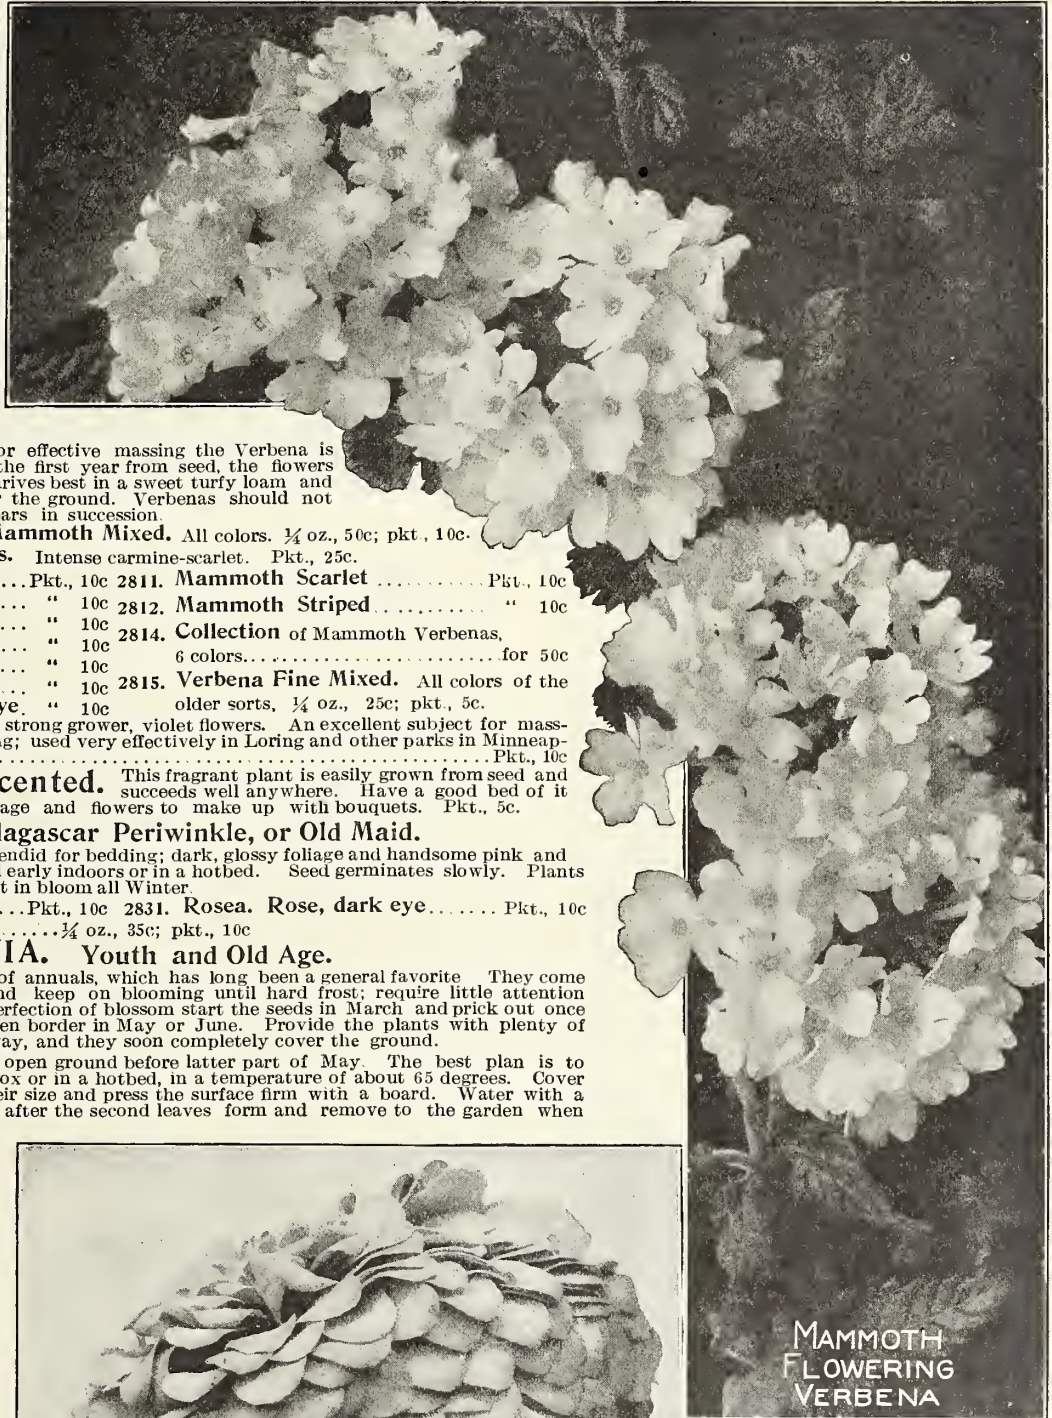 or effective massing the Verbena is
the first year from seed, the flowers
rives best in a sweet turfy loam and
the ground. Verbenas should not
ars in succession.
Mammoth Mixed. All colors. ¼ oz., 50c; pkt., 10c.
s. Intense carmine-scarlet. Pkt., 25c.
...Pkt., 10c 2811. Mammoth Scarlet ............Pkt., 10c
.... " 10c 2812. Mammoth Striped........... " 10c
.... " 10c
.... " 10c 2814. Collection of Mammoth Verbenas,
.... " 10c 6 colors..............................for 50c
.... " 10c 2815. Verbena Fine Mixed. All colors of the
ye. " 10c older sorts, ¼ oz., 25c; pkt., 5c.
strong grower, violet flowers. An excellent subject for mass-
g; used very effectively in Loring and other parks in Minneap-
..........................................................Pkt., 10c
cented. This fragrant plant is easily grown from seed and
succeeds well anywhere. Have a good bed of it
age and flowers to make up with bouquets. Pkt., 5c.
lagascar Periwinkle, or Old Maid.
endid for bedding; dark, glossy foliage and handsome pink and
early indoors or in a hotbed. Seed germinates slowly. Plants
t in bloom all Winter.
...Pkt., 10c 2831. Rosea. Rose, dark eye....... Pkt., 10c
.......¼ oz., 35c; pkt., 10c
IA. Youth and Old Age.
of annuals, which has long been a general favorite They come
nd keep on blooming until hard frost; require little attention
erfection of blossom start the seeds in March and prick out once
en border in May or June. Provide the plants with plenty of
ay, and they soon completely cover the ground.
open ground before latter part of May. The best plan is to
ox or in a hotbed, in a temperature of about 65 degrees. Cover
eir size and press the surface firm with a board. Water with a
after the second leaves form and remove to the garden when
MAMMOTH
FLOWERING
VERBENA